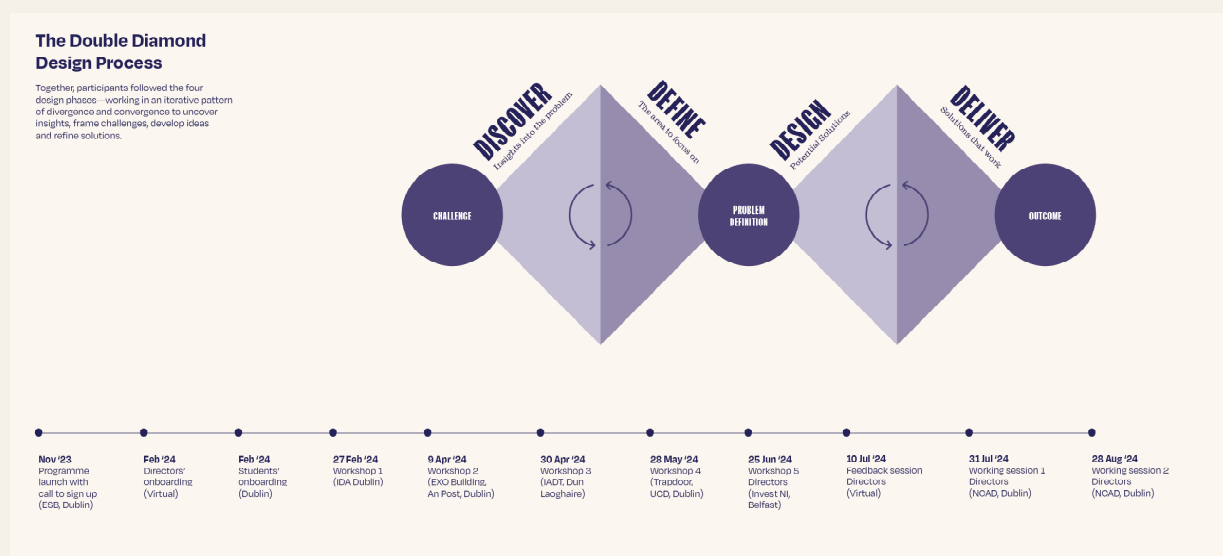 The Double Diamond
Design Process
Together, participants followed the four
design phases—working in an iterative pattern
of divergence and convergence to uncover
insights, frame challenges, develop ideas
and refine solutions.
DISCOVER
Insights into the problem
DEFINE
The area to focus on
DESIGN
Potential Solutions
DELIVER
Solutions that work
CHALLENGE
PROBLEM
DEFINITION
OUTCOME
Nov ‘23
Programme
launch with
call to sign up
(ESB, Dublin)
Feb ‘24
Directors’
onboarding
(Virtual)
Feb ‘24
Students’
onboarding
(Dublin)
27 Feb ‘24
Workshop 1
(IDA Dublin)
9 Apr ‘24
Workshop 2
(EXO Building,
An Post, Dublin)
30 Apr ‘24
Workshop 3
(IADT, Dun
Laoghaire)
28 May ‘24
Workshop 4
(Trapdoor,
UCD, Dublin)
25 Jun ‘24
Workshop 5
Directors
(Invest NI,
Belfast)
10 Jul ‘24
Feedback session
Directors
(Virtual)
31 Jul ‘24
Working session 1
Directors
(NCAD, Dublin)
28 Aug ‘24
Working session 2
Directors
(NCAD, Dublin)